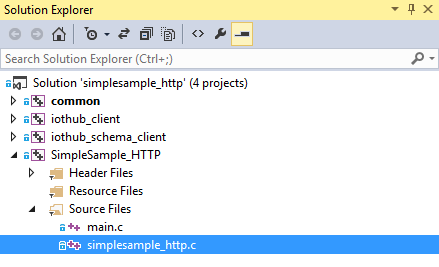 Solution Explorer
Search Solution Explorer (Ctrl+;)
Solution 'simplesample_http' (4 projects)
common
iothub_client
iothub_schema_client
SimpleSample_HTTP
Header Files
Resource Files
Source Files
main.c
simplesample_http.c